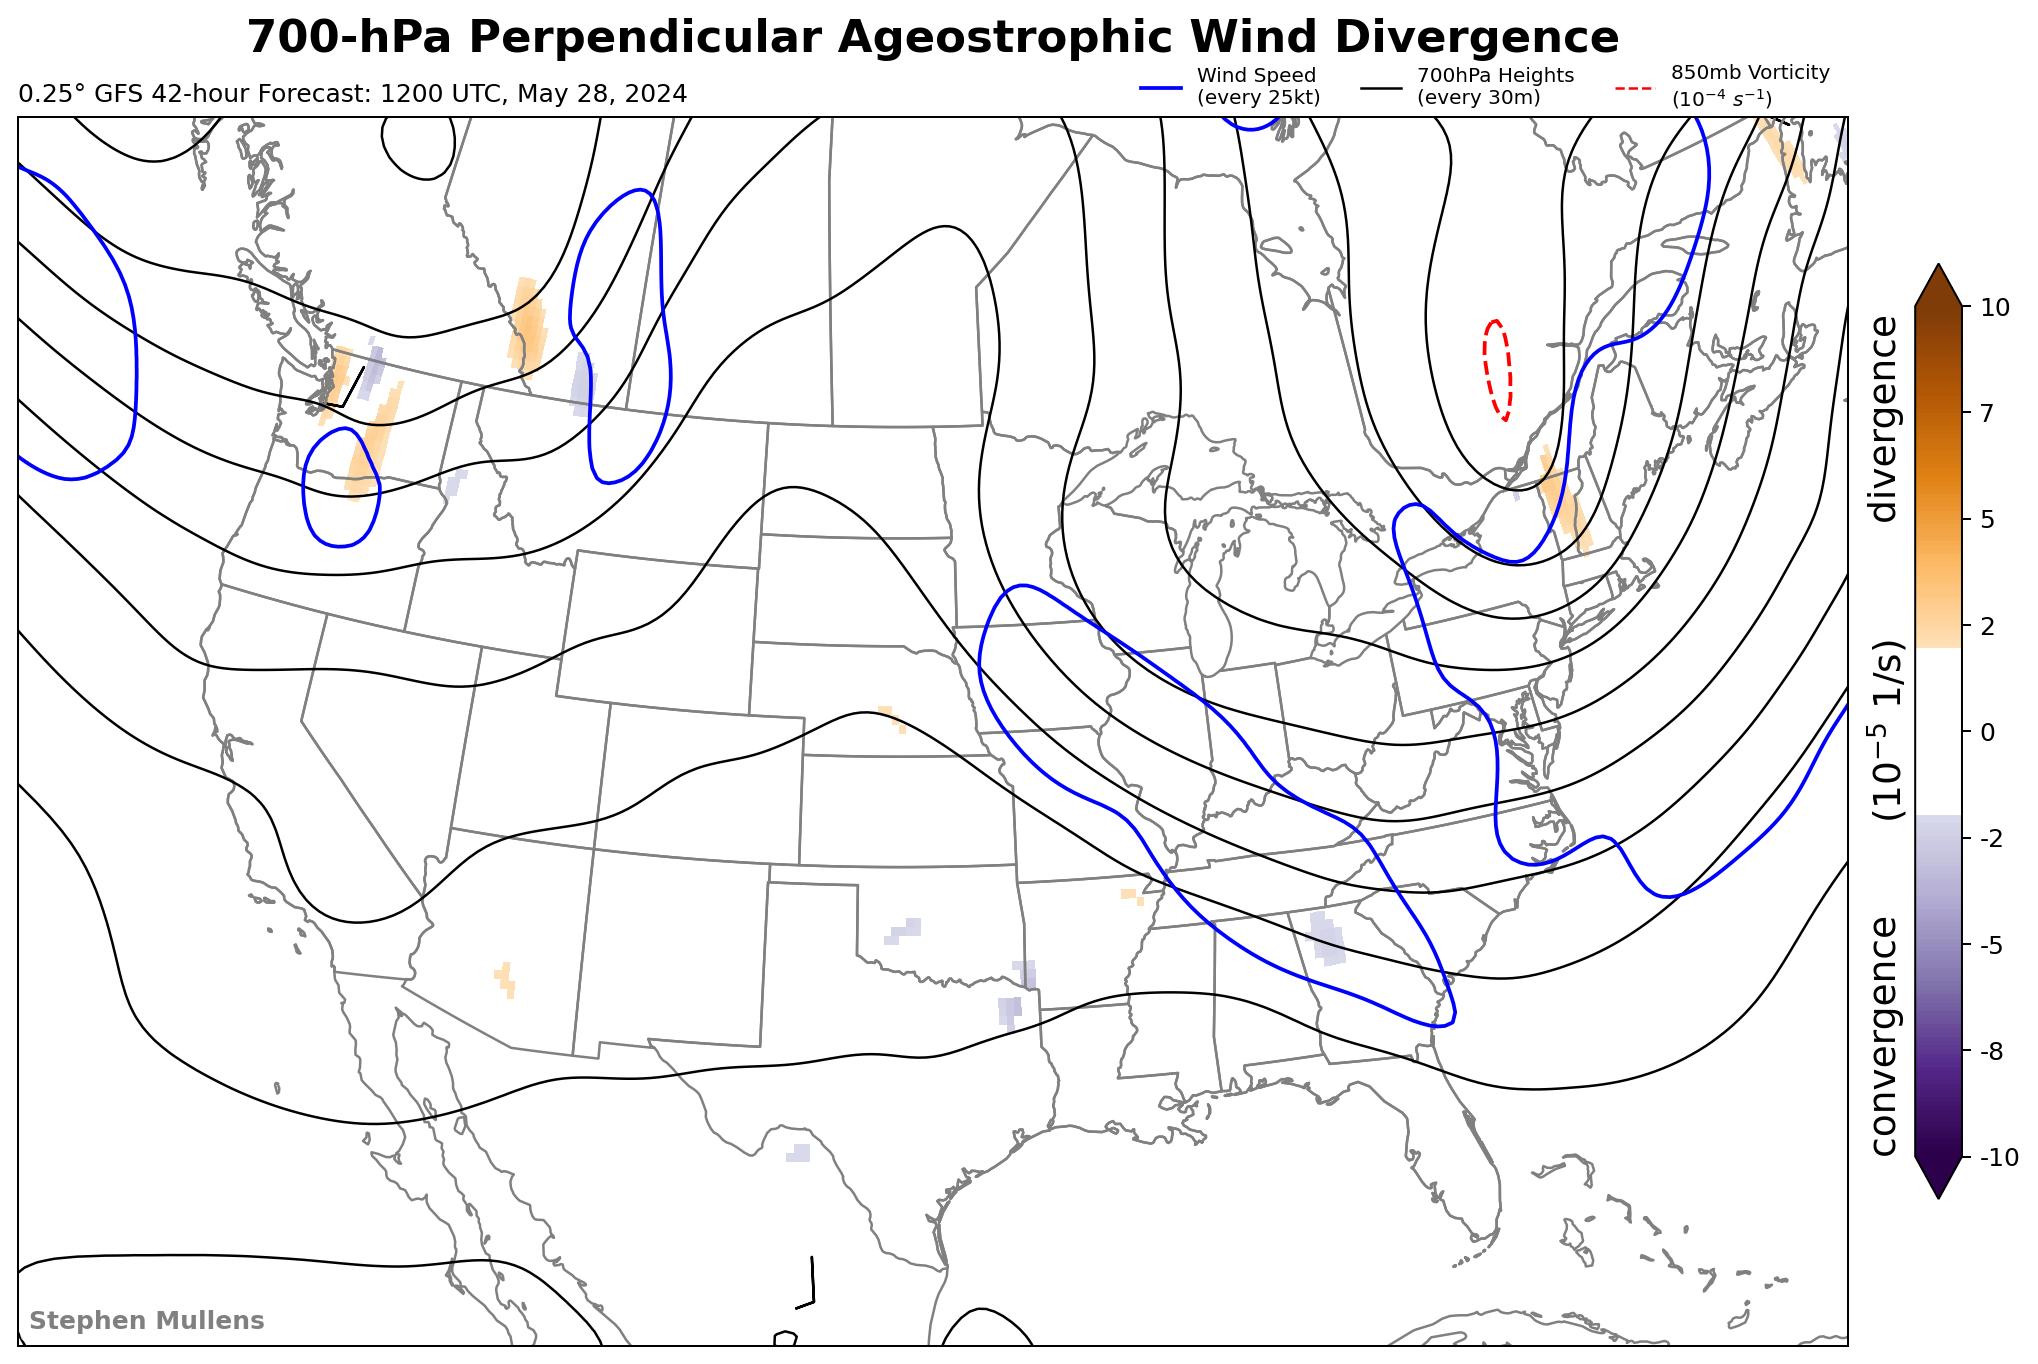 700-hPa Perpendicular Ageostrophic Wind Divergence
0.25° GFS 42-hour Forecast: 1200 UTC, May 28, 2024
Wind Speed
(every 25kt)
700hPa Heights
(every 30m)
850mb Vorticity
(10⁻⁴ s⁻¹)
10
7
5
2
0
-2
-5
-8
-10
convergence (10⁻⁵ 1/s) divergence
Stephen Mullens